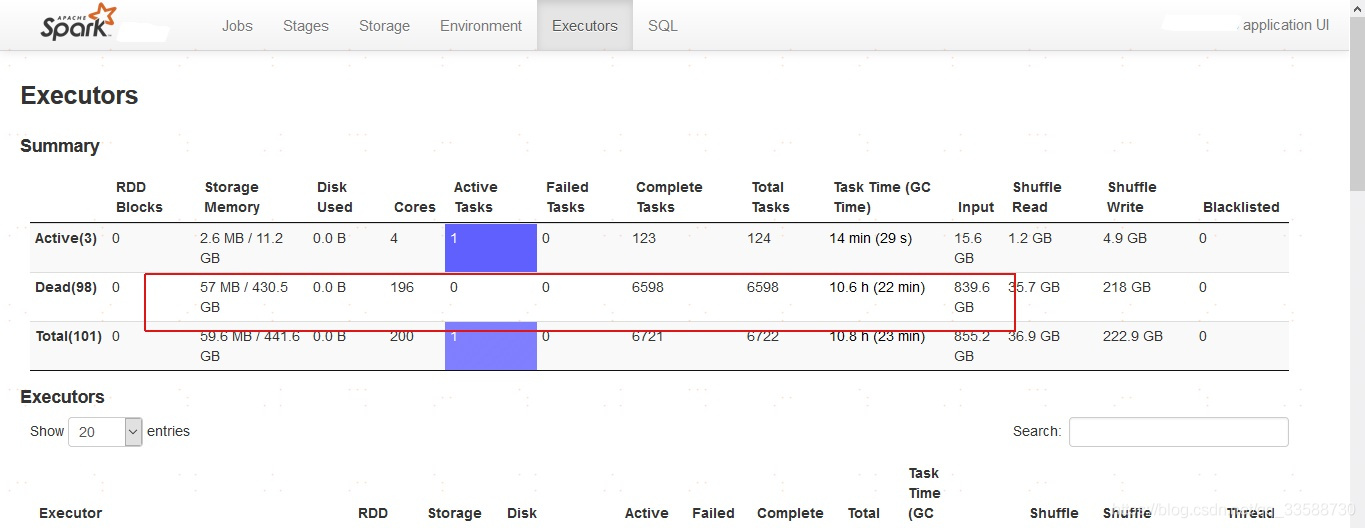 APACHE
Spark
Jobs Stages Storage Environment Executors SQL application UI
Executors
Summary
RDD Blocks Storage Memory Disk Used Cores Active Tasks Failed Tasks Complete Tasks Total Tasks Task Time (GC Time) Input Shuffle Read Shuffle Write Blacklisted
Active(3) 0 2.6 MB / 11.2 GB 0.0 B 4 1 0 123 124 14 min (29 s) 15.6 GB 1.2 GB 4.9 GB 0
Dead(98) 0 57 MB / 430.5 GB 0.0 B 196 0 0 6598 6598 10.6 h (22 min) 839.6 GB 35.7 GB 218 GB 0
Total(101) 0 59.6 MB / 441.6 GB 0.0 B 200 1 0 6721 6722 10.8 h (23 min) 855.2 GB 36.9 GB 222.9 GB 0
Executors
Show 20 entries Search:
Executor RDD Storage Disk Active Failed Complete Total Task Time (GC Shuffle Shuffle Thread